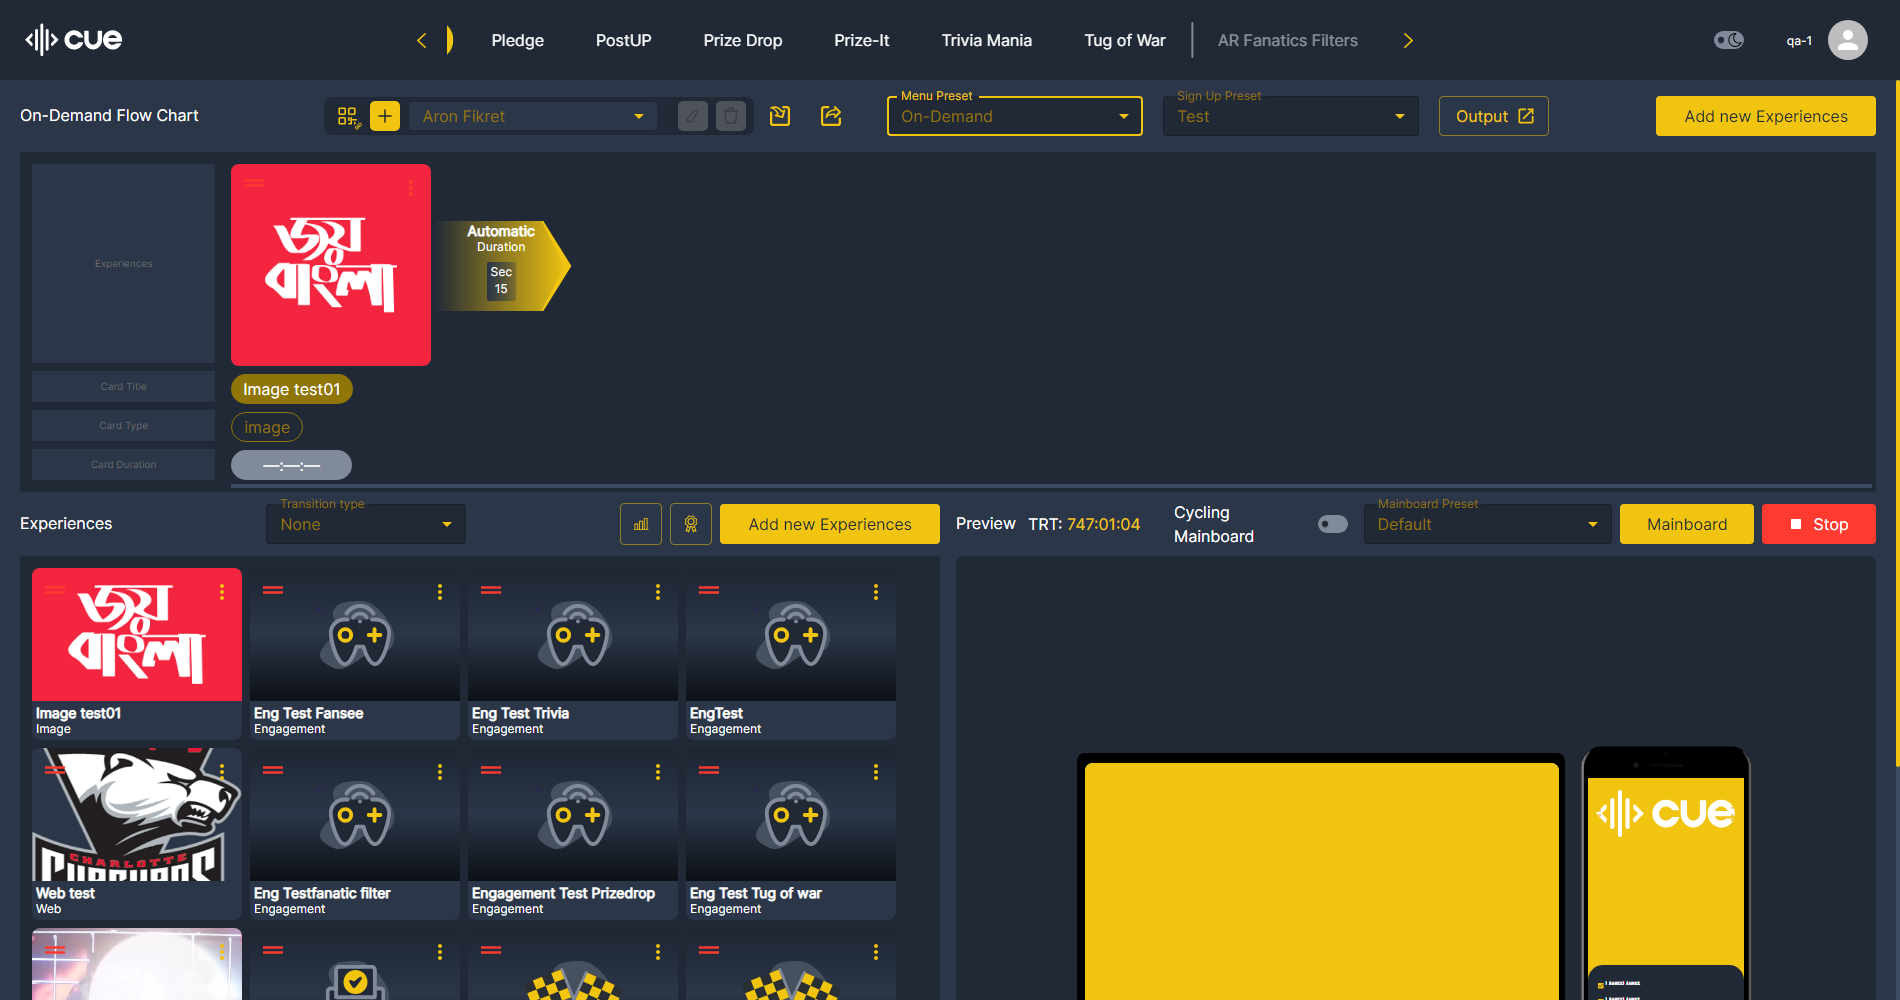 cue
Pledge
PostUP
Prize Drop
Prize-It
Trivia Mania
Tug of War
AR Fanatics Filters
qa-1
On-Demand Flow Chart
Aron Fikret
Menu Preset
On-Demand
Sign Up Preset
Test
Output
Add new Experiences
Experiences
জয়
বাংলা
Automatic
Duration
Sec
15
Card Title
Image test01
Card Type
image
Card Duration
—:—:—
Experiences
Transition type
None
Add new Experiences
Preview
TRT: 747:01:04
Cycling
Mainboard
Mainboard Preset
Default
Mainboard
Stop
জয়
বাংলা
Image test01
Image
Eng Test Fansee
Engagement
Eng Test Trivia
Engagement
EngTest
Engagement
CHARLOTTE
Web test
Web
Eng Testfanatic filter
Engagement
Engagement Test Prizedrop
Engagement
Eng Test Tug of war
Engagement
cue